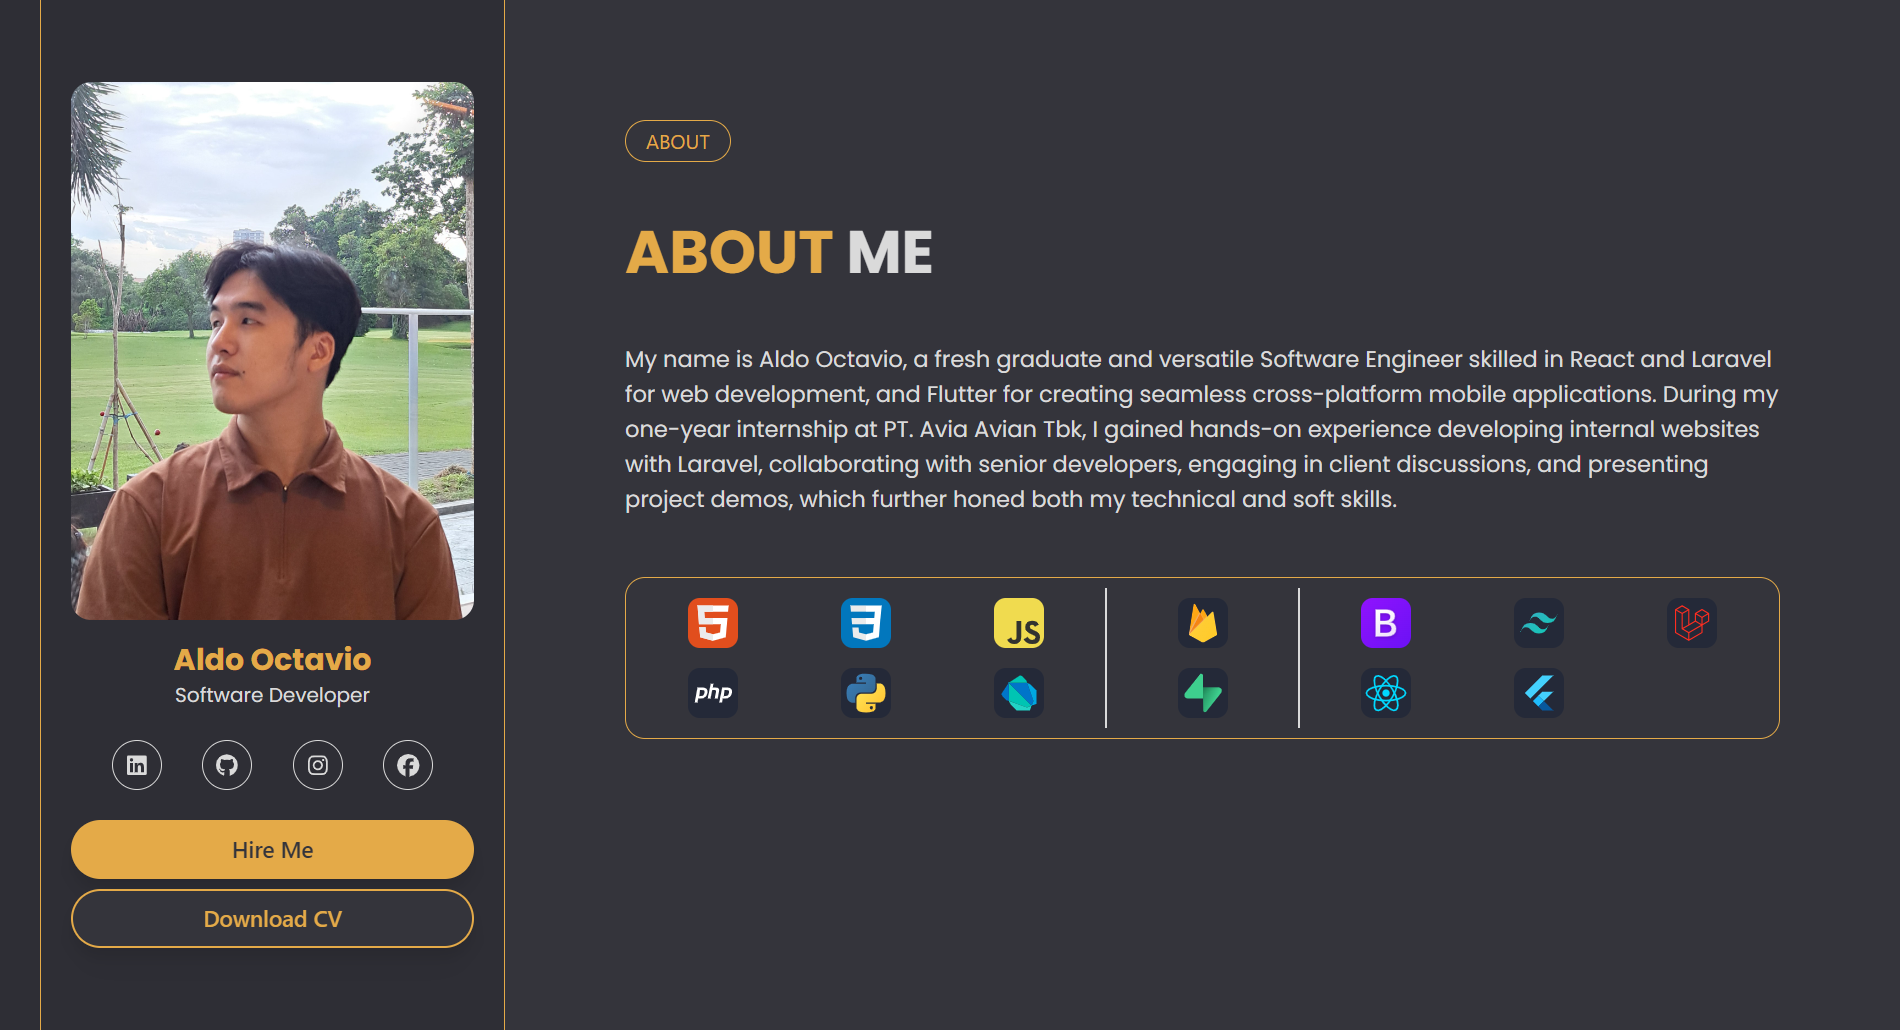 Aldo Octavio
Software Developer
Hire Me
Download CV
ABOUT
ABOUT ME
My name is Aldo Octavio, a fresh graduate and versatile Software Engineer skilled in React and Laravel
for web development, and Flutter for creating seamless cross-platform mobile applications. During my
one-year internship at PT. Avia Avian Tbk, I gained hands-on experience developing internal websites
with Laravel, collaborating with senior developers, engaging in client discussions, and presenting
project demos, which further honed both my technical and soft skills.
JS
B
php